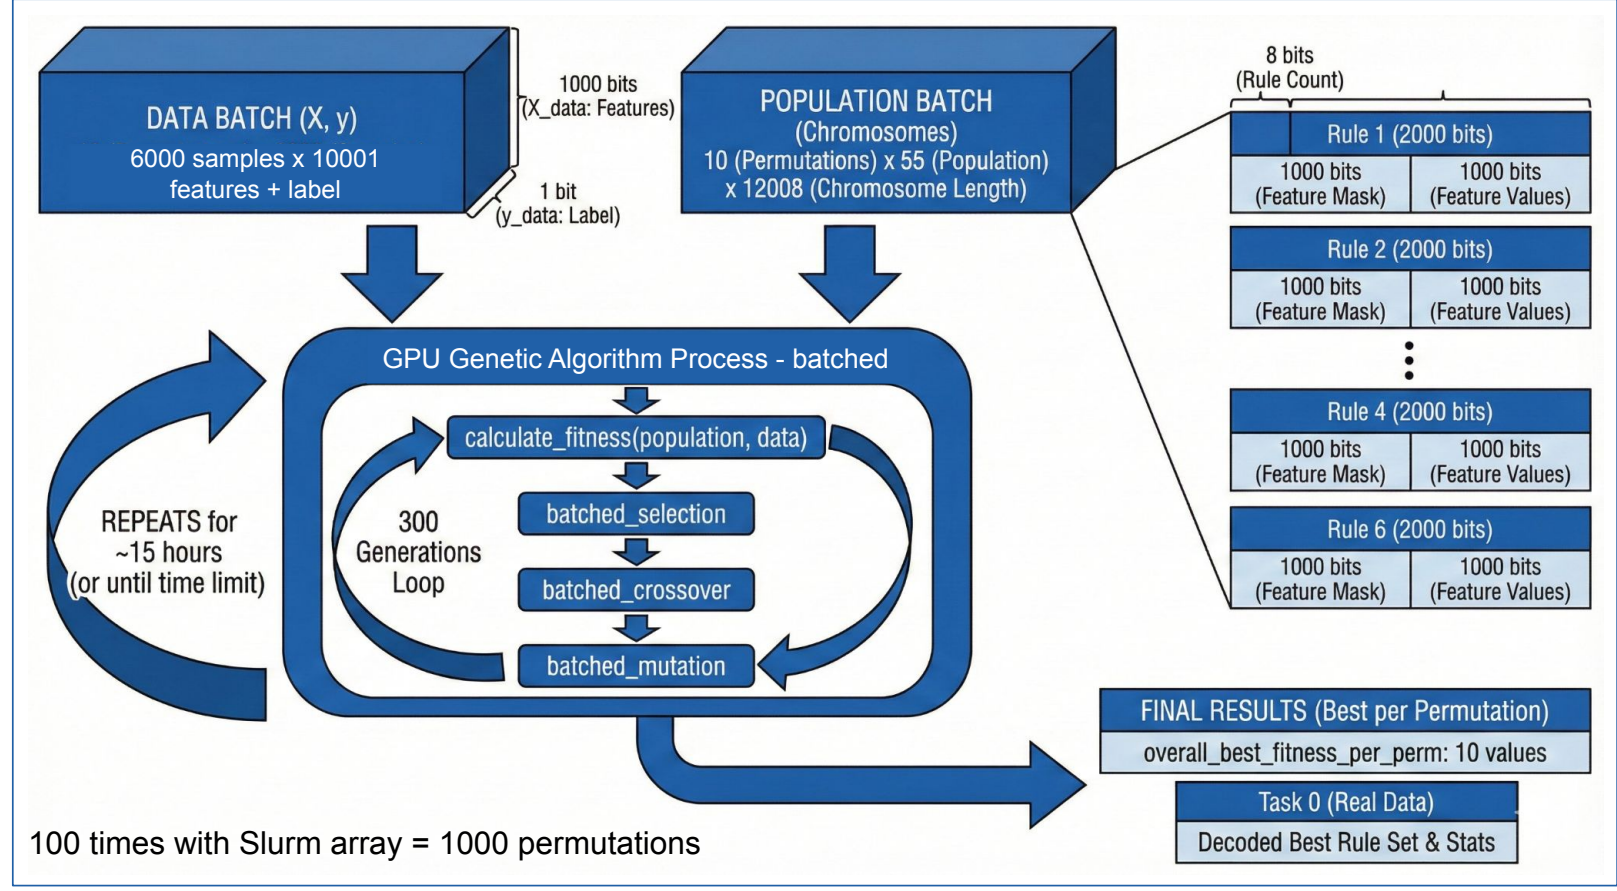 DATA BATCH (X, y)
6000 samples x 10001
features + label
1000 bits
(X_data: Features)
1 bit
(y_data: Label)
POPULATION BATCH
(Chromosomes)
10 (Permutations) x 55 (Population)
x 12008 (Chromosome Length)
8 bits
(Rule Count)
Rule 1 (2000 bits)
1000 bits
(Feature Mask)
1000 bits
(Feature Values)
Rule 2 (2000 bits)
1000 bits
(Feature Mask)
1000 bits
(Feature Values)
Rule 4 (2000 bits)
1000 bits
(Feature Mask)
1000 bits
(Feature Values)
Rule 6 (2000 bits)
1000 bits
(Feature Mask)
1000 bits
(Feature Values)
GPU Genetic Algorithm Process - batched
calculate_fitness(population, data)
batched_selection
batched_crossover
batched_mutation
300
Generations
Loop
REPEATS for
~15 hours
(or until time limit)
FINAL RESULTS (Best per Permutation)
overall_best_fitness_per_perm: 10 values
Task 0 (Real Data)
Decoded Best Rule Set & Stats
100 times with Slurm array = 1000 permutations